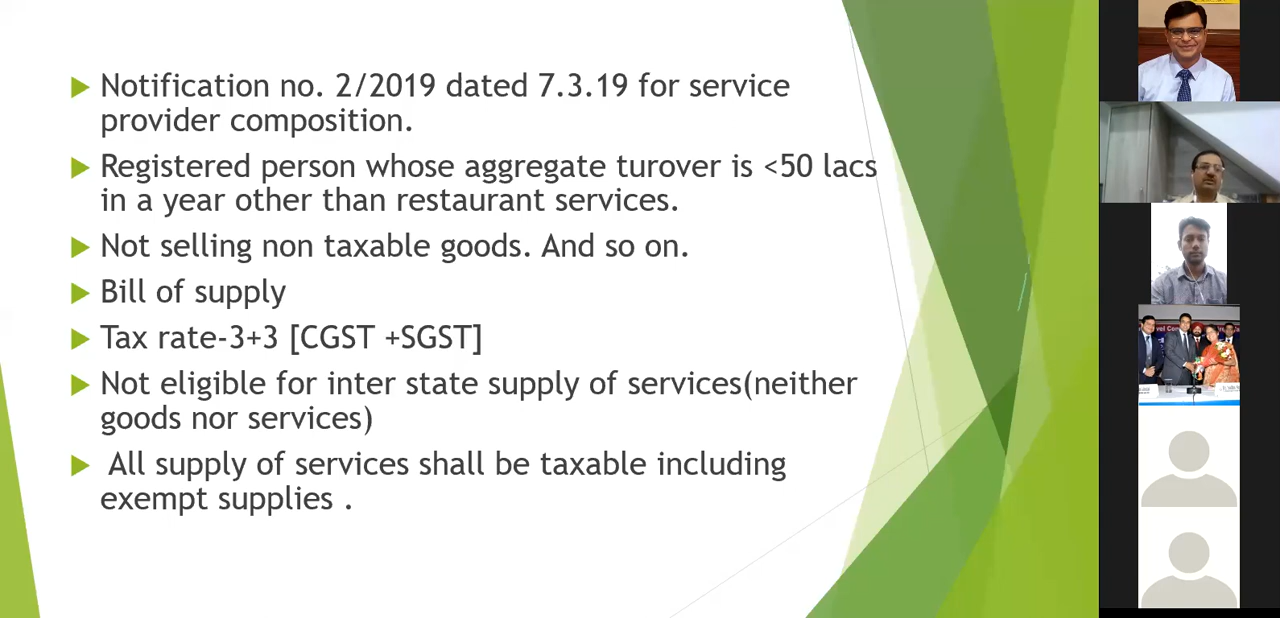 Notification no. 2/2019 dated 7.3.19 for service
provider composition.
Registered person whose aggregate turover is <50 lacs
in a year other than restaurant services.
Not selling non taxable goods. And so on.
Bill of supply
Tax rate-3+3 [CGST +SGST]
Not eligible for inter state supply of services(neither
goods nor services)
All supply of services shall be taxable including
exempt supplies .